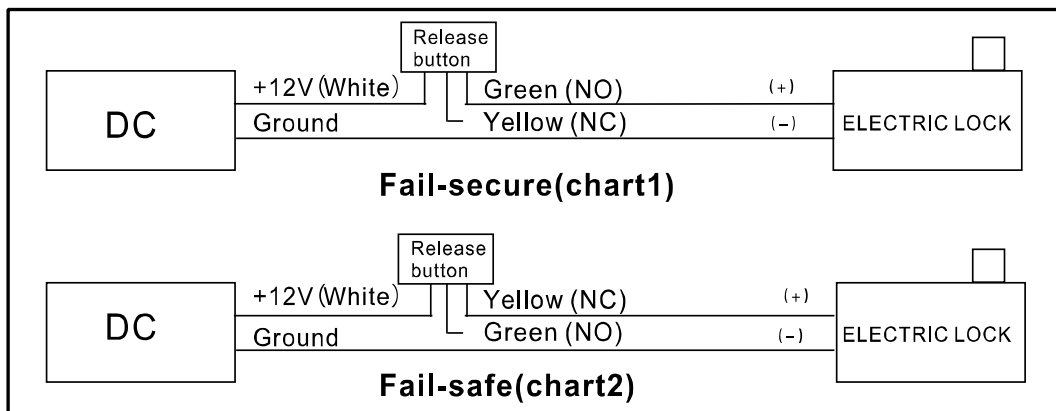 Release
button
+12V(White)
Green (NO)
(+)
DC
Ground
Yellow (NC)
(-)
ELECTRIC LOCK
Fail-secure(chart1)
Release
button
+12V(White)
Yellow (NC)
(+)
DC
Ground
Green (NO)
(-)
ELECTRIC LOCK
Fail-safe(chart2)